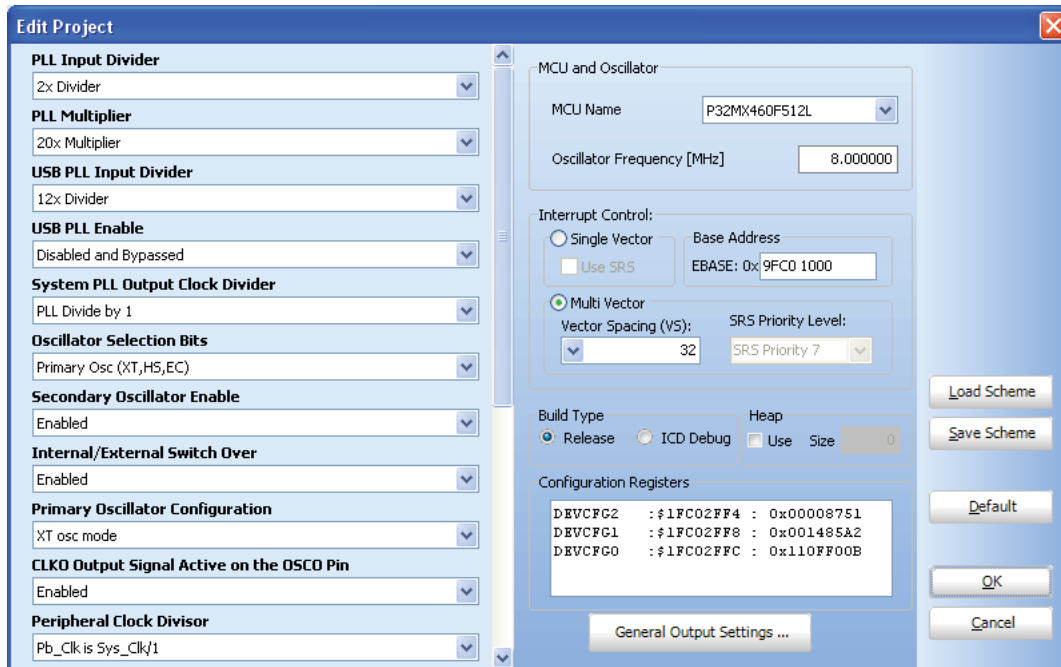 Edit Project
PLL Input Divider
2x Divider
PLL Multiplier
20x Multiplier
USB PLL Input Divider
12x Divider
USB PLL Enable
Disabled and Bypassed
System PLL Output Clock Divider
PLL Divide by 1
Oscillator Selection Bits
Primary Osc (XT,HS,EC)
Secondary Oscillator Enable
Enabled
Internal/External Switch Over
Enabled
Primary Oscillator Configuration
XT osc mode
CLKO Output Signal Active on the OSCO Pin
Enabled
Peripheral Clock Divisor
Pb_Clk is Sys_Clk/1
MCU and Oscillator
MCU Name P32MX460F512L
Oscillator Frequency [MHz] 8.000000
Interrupt Control:
Single Vector
Use SRS
Base Address
EBASE: 0x 9FC0 1000
Multi Vector
Vector Spacing (VS):
32
SRS Priority Level:
SRS Priority 7
Build Type
Release ICD Debug
Heap
Use Size 0
Configuration Registers
DEVCFG2 :$1FC02FF4 : 0x00008751
DEVCFG1 :$1FC02FF8 : 0x001485A2
DEVCFG0 :$1FC02FFC : 0x110FF00B
General Output Settings ...
Load Scheme
Save Scheme
Default
OK
Cancel